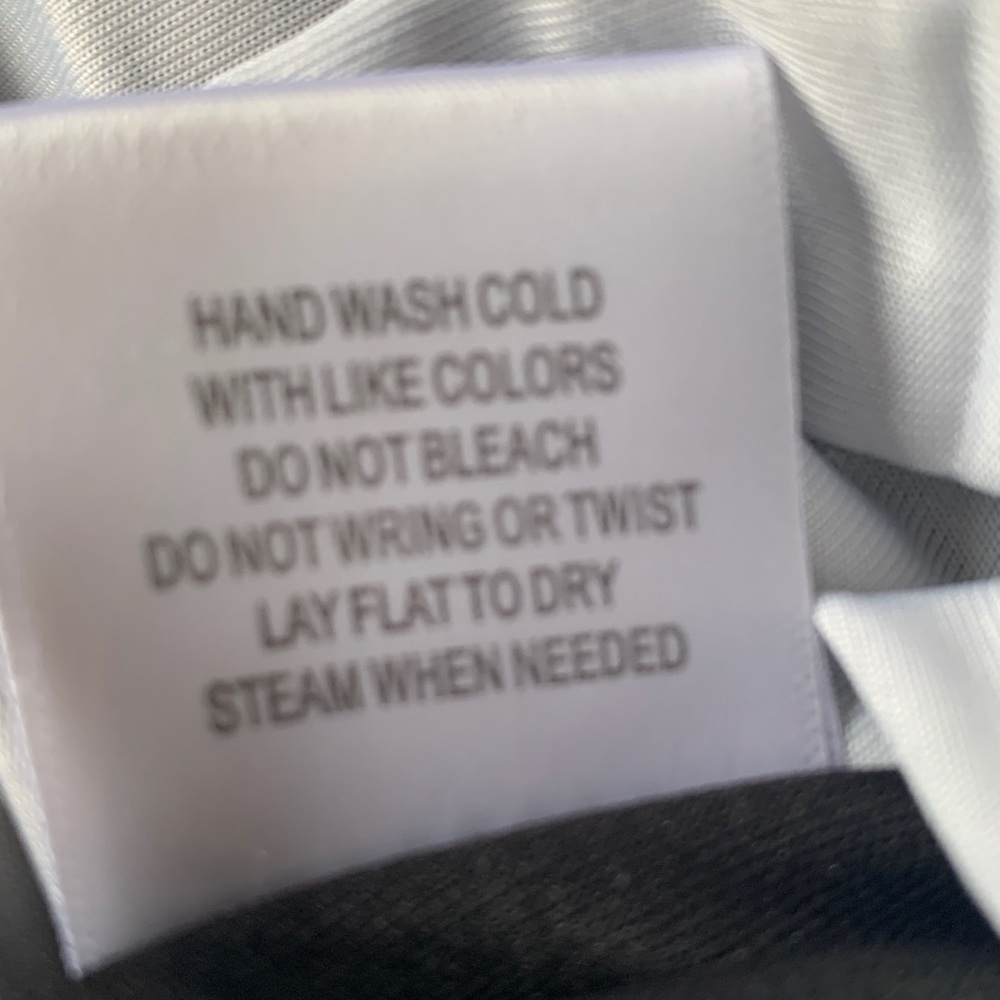 HAND WASH COLD
WITH LIKE COLORS
DO NOT BLEACH
DO NOT WRING OR TWIST
LAY FLAT TO DRY
STEAM WHEN NEEDED